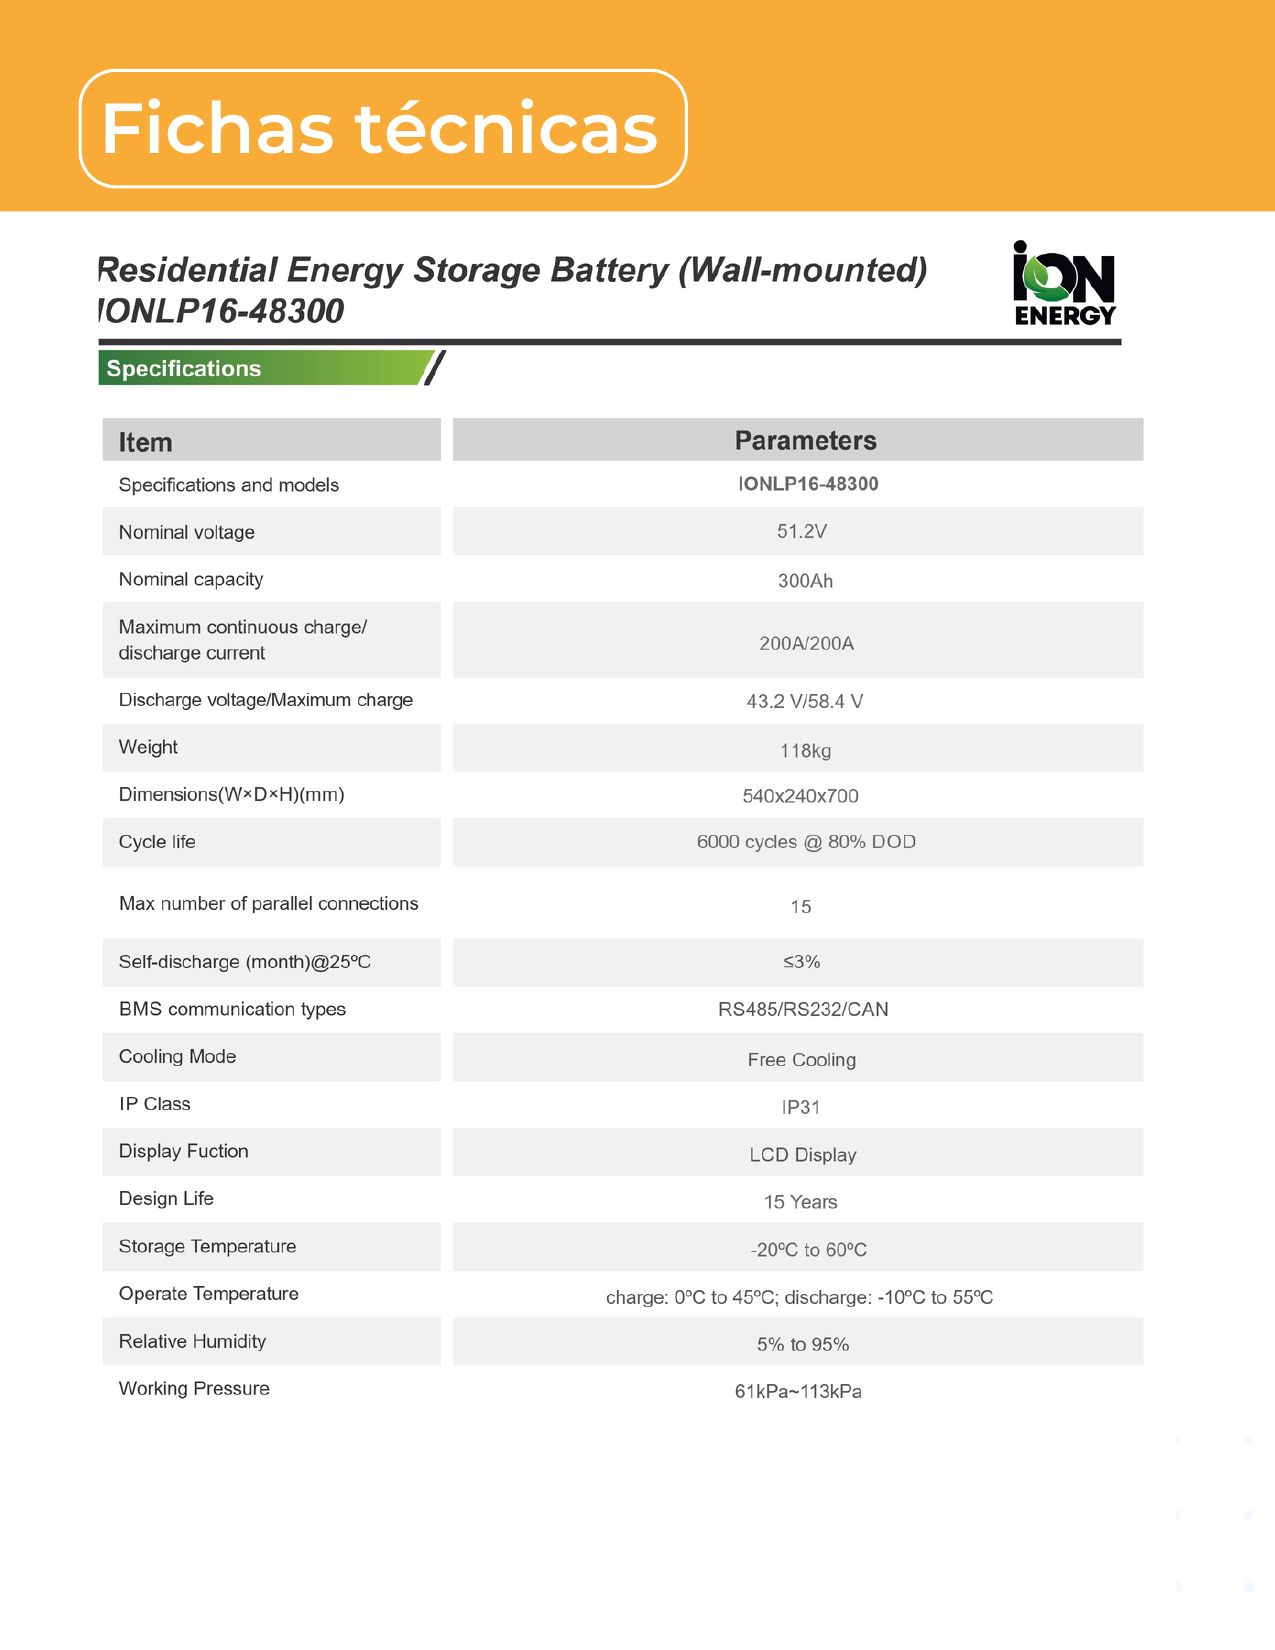 Fichas técnicas
Residential Energy Storage Battery (Wall-mounted)
IONLP16-48300
iON
ENERGY
Specifications
Item Parameters
Specifications and models IONLP16-48300
Nominal voltage 51.2V
Nominal capacity 300Ah
Maximum continuous charge/
discharge current 200A/200A
Discharge voltage/Maximum charge 43.2 V/58.4 V
Weight 118kg
Dimensions(W×D×H)(mm) 540x240x700
Cycle life 6000 cycles @ 80% DOD
Max number of parallel connections 15
Self-discharge (month)@25ºC ≤3%
BMS communication types RS485/RS232/CAN
Cooling Mode Free Cooling
IP Class IP31
Display Fuction LCD Display
Design Life 15 Years
Storage Temperature -20ºC to 60ºC
Operate Temperature charge: 0ºC to 45ºC; discharge: -10ºC to 55ºC
Relative Humidity 5% to 95%
Working Pressure 61kPa~113kPa